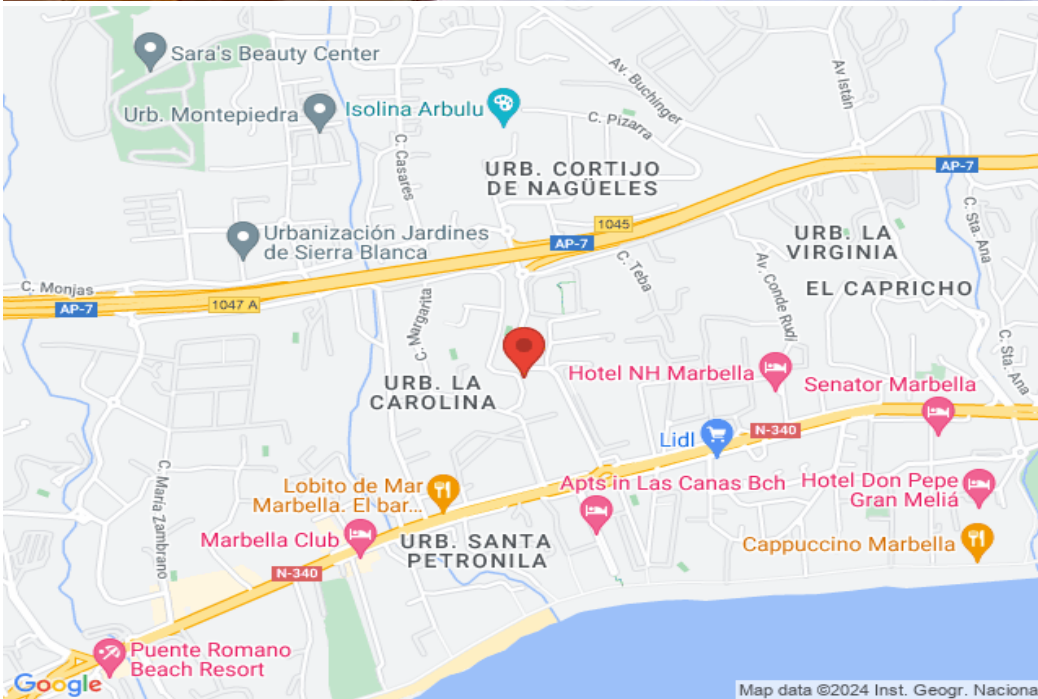 Sara's Beauty Center
Av. Buchinger
Av Istán
Urb. Montepiedra
Isolina Arbulu
C. Pizarra
C. Casares
URB. CORTIJO
DE NAGÜELES
AP-7
C. Sta. Ana
1045
Urbanización Jardines
de Sierra Blanca
AP-7
URB. LA
VIRGINIA
C. Teba
Av. Conde Rudi
C. Monjas
EL CAPRICHO
AP-7
1047 A
C. Margarita
C. Sta. Ana
URB. LA
CAROLINA
Hotel NH Marbella
Senator Marbella
Lidl
N-340
C. María Zambrano
Lobito de Mar
Marbella. El bar...
Apts in Las Canas Bch
Hotel Don Pepe
Gran Meliá
Marbella Club
URB. SANTA
PETRONILA
Cappuccino Marbella
N-340
Puente Romano
Beach Resort
Google
Map data ©2024 Inst. Geogr. Naciona